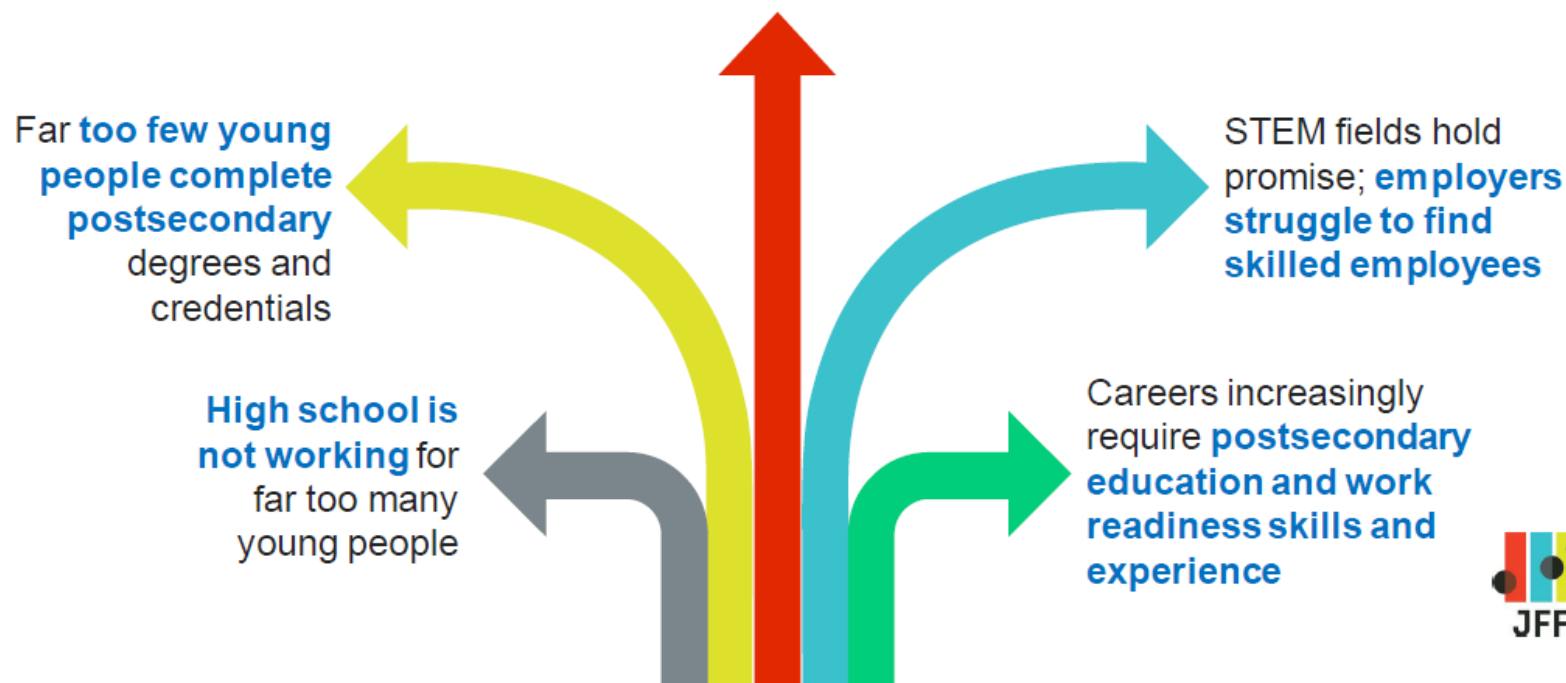 Far too few young
people complete
postsecondary
degrees and
credentials
High school is
not working for
far too many
young people
STEM fields hold
promise; employers
struggle to find
skilled employees
Careers increasingly
require postsecondary
education and work
readiness skills and
experience
JFF